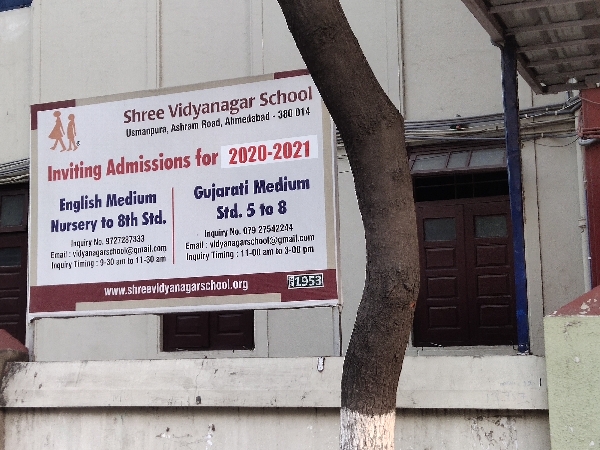 Shree Vidyanagar School
Usmanpura, Ashram Road, Ahmedabad - 380 014
Inviting Admissions for 2020-2021
English Medium
Nursery to 8th Std.
Inquiry No. 9727287333
Email : vidyanagarschool@gmail.com
Inquiry Timing : 9-30 am to 11-30 am
Gujarati Medium
Std. 5 to 8
Inquiry No. 079 27542244
Email : vidyanagarschool@gmail.com
Inquiry Timing : 11-00 am to 3-00 pm
www.shreevidyanagarschool.org
1953